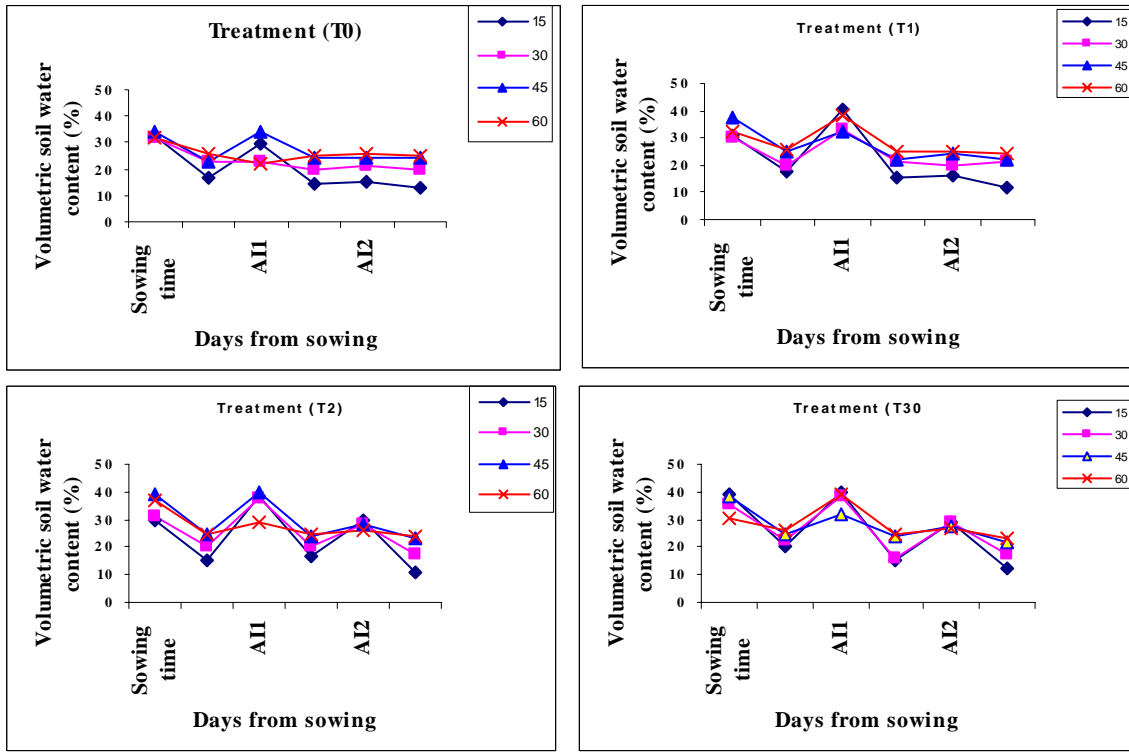 Treatment (T0)
15
30
45
60
Volumetric soil water
content (%)
50
40
30
20
10
0
Sowing
time
AI1
AI2
Days from sowing
Treatment (T1)
15
30
45
60
Volumetric soil water
content (%)
50
40
30
20
10
0
Sowing
time
AI1
AI2
Days from sowing
Treatment (T2)
15
30
45
60
Volumetric soil water
content (%)
50
40
30
20
10
0
Sowing
time
AI1
AI2
Days from sowing
Treatment (T30
15
30
45
60
Volumetric soil water
content (%)
50
40
30
20
10
0
Sowing
time
AI1
AI2
Days from sowing